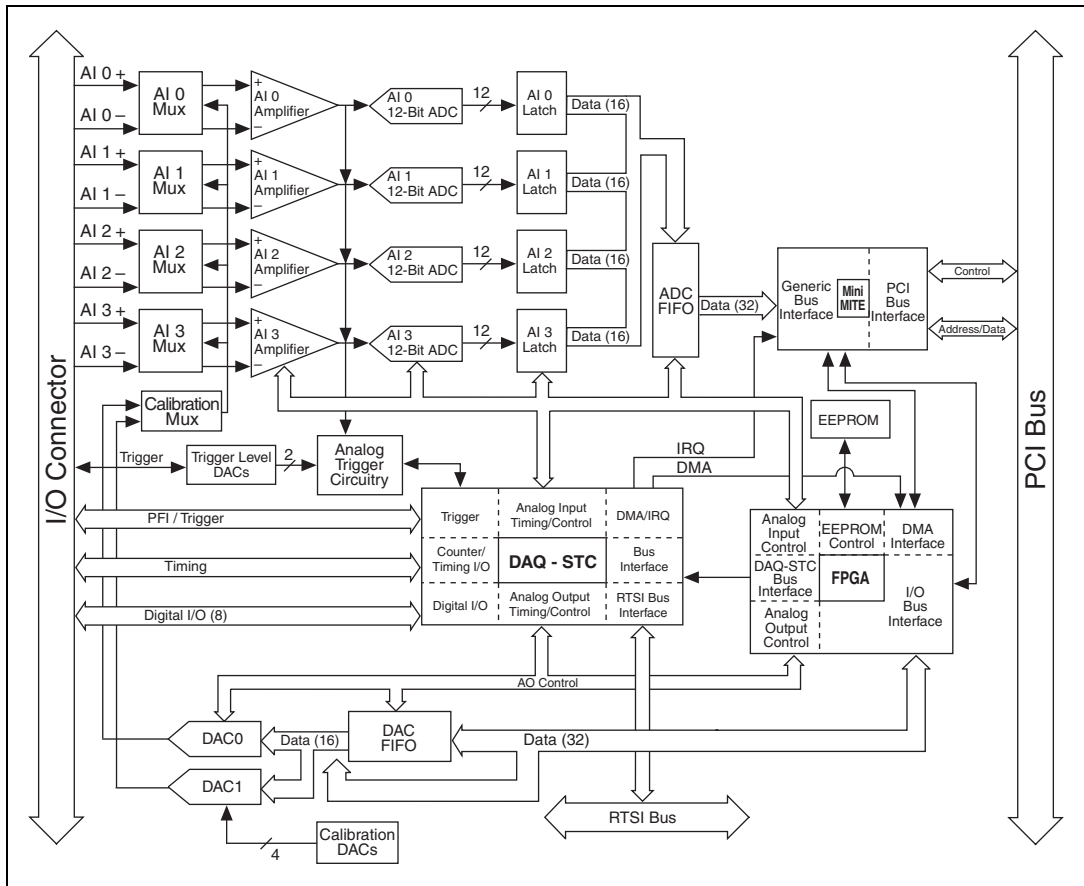 I/O Connector
AI 0 +
AI 0 –
AI 0
Mux
+
AI 0
Amplifier
–
AI 0
12-Bit ADC
12
AI 0
Latch
Data (16)
AI 1 +
AI 1 –
AI 1
Mux
+
AI 1
Amplifier
–
AI 1
12-Bit ADC
12
AI 1
Latch
Data (16)
AI 2 +
AI 2 –
AI 2
Mux
+
AI 2
Amplifier
–
AI 2
12-Bit ADC
12
AI 2
Latch
Data (16)
AI 3 +
AI 3 –
AI 3
Mux
+
AI 3
Amplifier
–
AI 3
12-Bit ADC
12
AI 3
Latch
Data (16)
ADC
FIFO
Data (32)
Generic
Bus
Interface
Mini
MITE
PCI
Bus
Interface
Control
Address/Data
PCI Bus
Calibration
Mux
Trigger
Trigger Level
DACs
2
Analog
Trigger
Circuitry
IRQ
DMA
EEPROM
PFI / Trigger
Timing
Digital I/O (8)
Trigger
Analog Input
Timing/Control
DMA/IRQ
Counter/
Timing I/O
DAQ - STC
Bus
Interface
Digital I/O
Analog Output
Timing/Control
RTSI Bus
Interface
Analog
Input
Control
EEPROM
Control
DMA
Interface
DAQ-STC
Bus
Interface
FPGA
I/O
Bus
Interface
Analog
Output
Control
AO Control
DAC0
Data (16)
DAC
FIFO
Data (32)
DAC1
4
Calibration
DACs
RTSI Bus